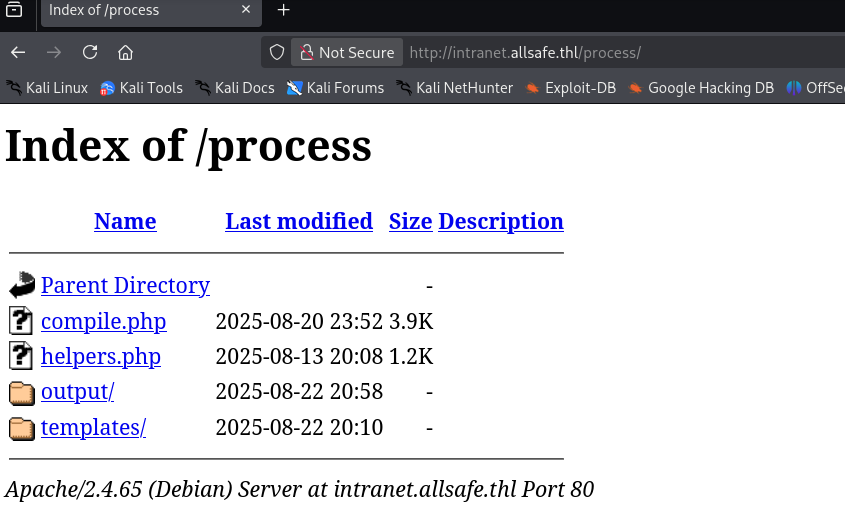 Index of /process
Not Secure http://intranet.allsafe.thl/process/
Kali Linux Kali Tools Kali Docs Kali Forums Kali NetHunter Exploit-DB Google Hacking DB OffSe
Index of /process
Name Last modified Size Description
Parent Directory -
compile.php 2025-08-20 23:52 3.9K
helpers.php 2025-08-13 20:08 1.2K
output/ 2025-08-22 20:58 -
templates/ 2025-08-22 20:10 -
Apache/2.4.65 (Debian) Server at intranet.allsafe.thl Port 80